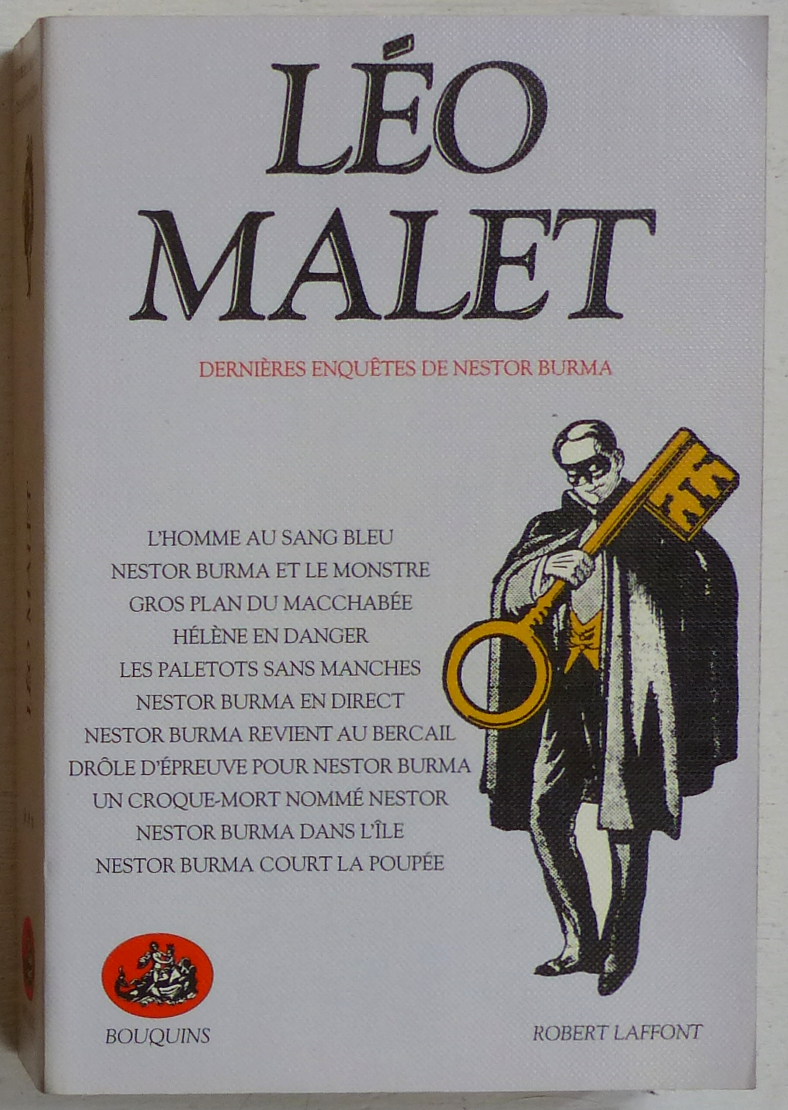 LÉO
MALET
DERNIÈRES ENQUÊTES DE NESTOR BURMA
L'HOMME AU SANG BLEU
NESTOR BURMA ET LE MONSTRE
GROS PLAN DU MACCHABÉE
HÉLÈNE EN DANGER
LES PALETOTS SANS MANCHES
NESTOR BURMA EN DIRECT
NESTOR BURMA REVIENT AU BERCAIL
DRÔLE D'ÉPREUVE POUR NESTOR BURMA
UN CROQUE-MORT NOMMÉ NESTOR
NESTOR BURMA DANS L'ÎLE
NESTOR BURMA COURT LA POUPÉE
BOUQUINS
ROBERT LAFFONT